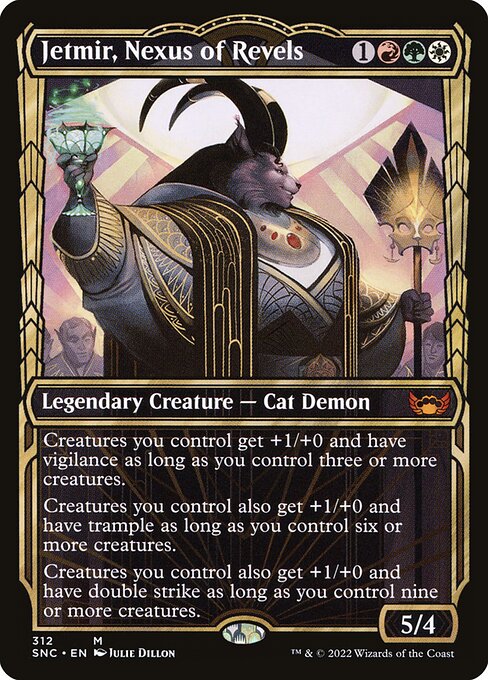 Jetmir, Nexus of Revels 1
Legendary Creature — Cat Demon
Creatures you control get +1/+0 and have
vigilance as long as you control three or more
creatures.
Creatures you control also get +1/+0 and
have trample as long as you control six or
more creatures.
Creatures you control also get +1/+0 and
have double strike as long as you control nine
or more creatures.
5/4
312 M
SNC • EN JULIE DILLON ™ & © 2022 Wizards of the Coast